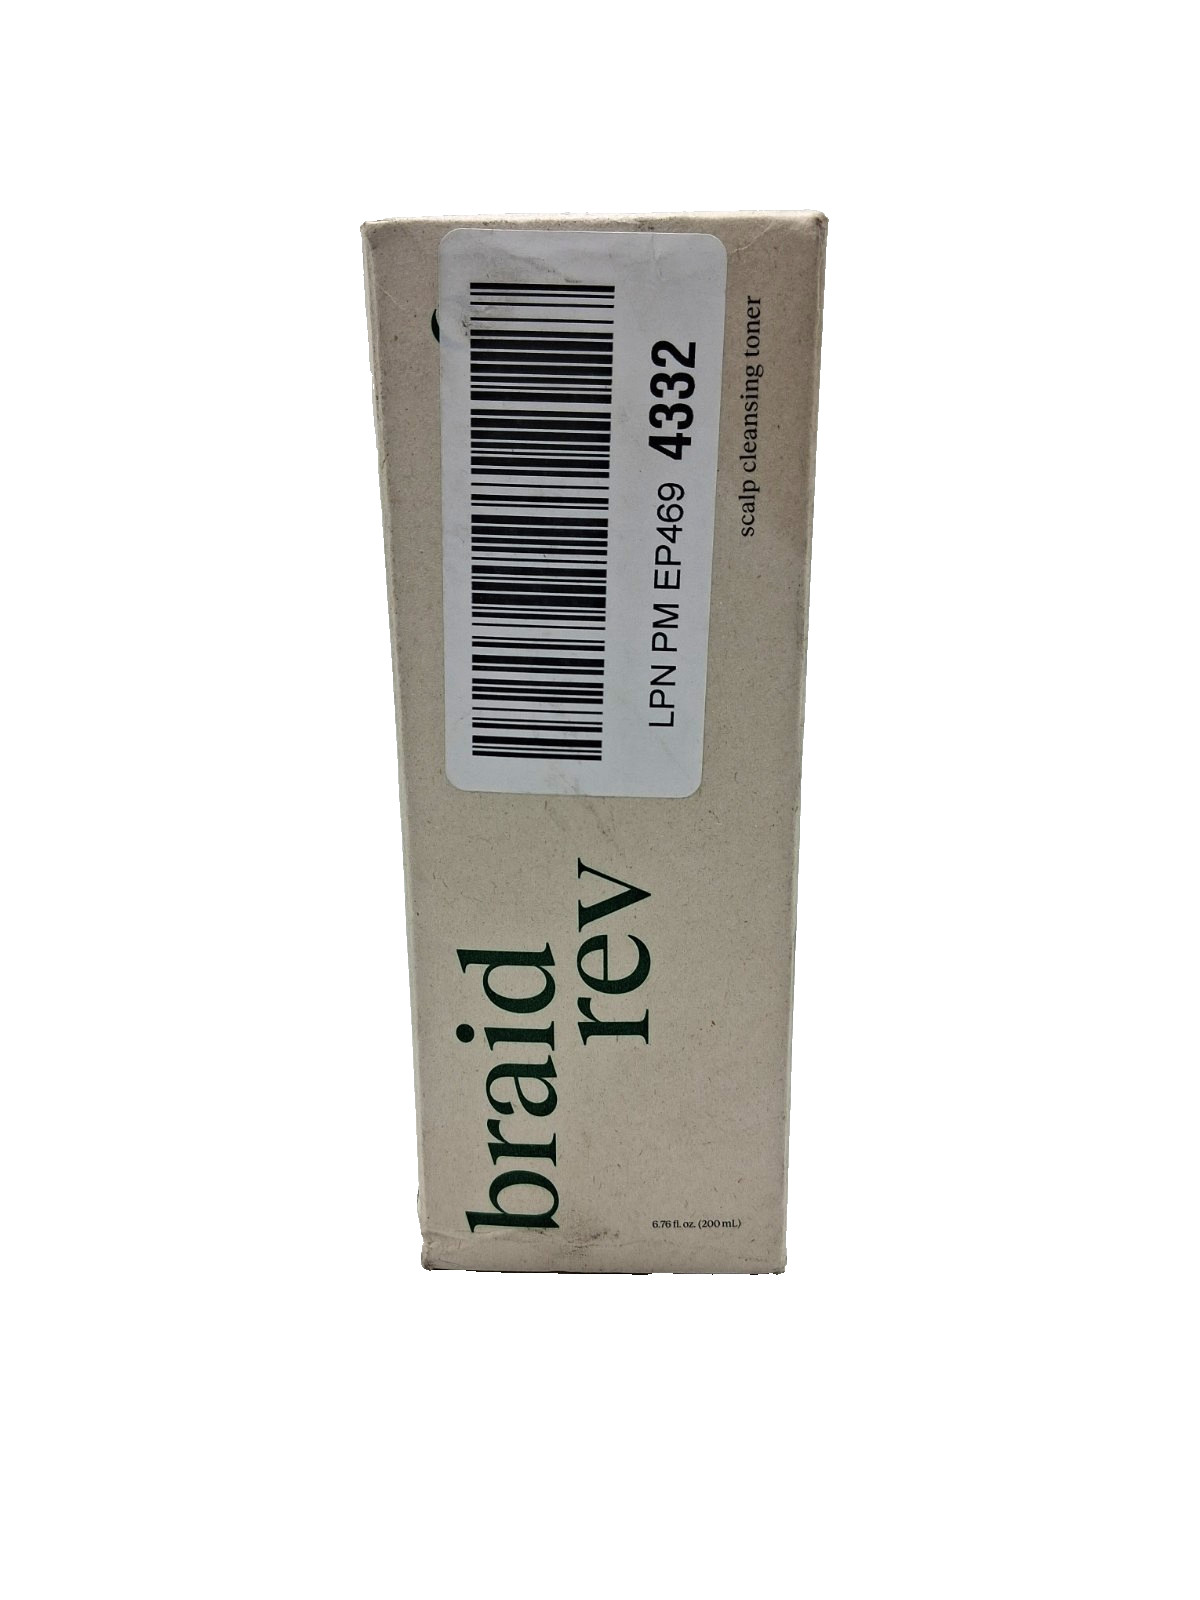 braid
rev
LPN PM EP469 4332
scalp cleansing toner
6.76 fl. oz. (200 mL)